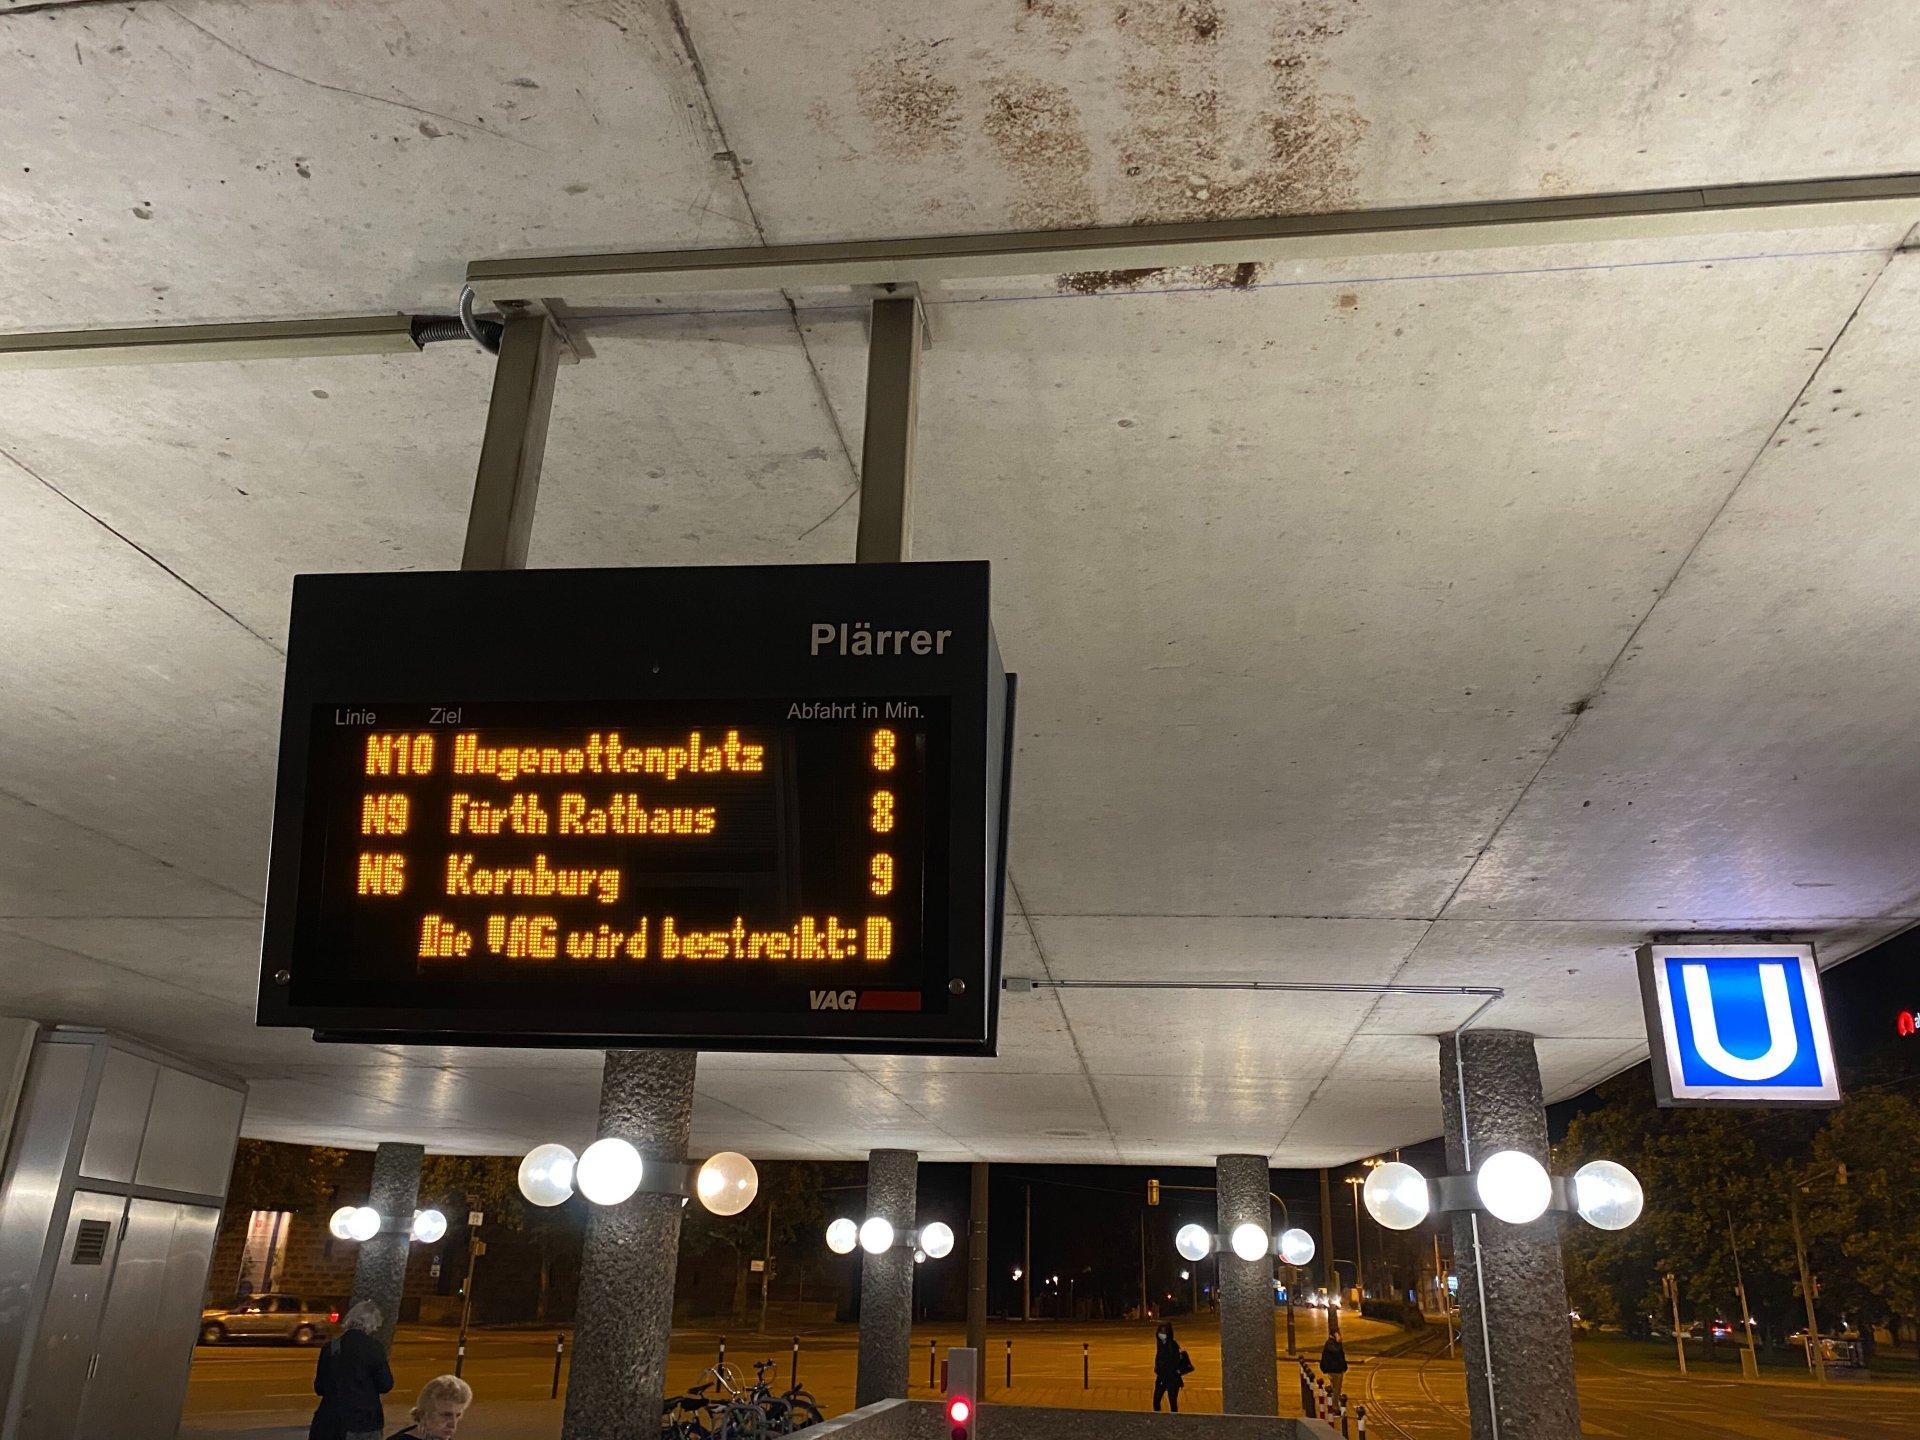 Plärrer
Linie Ziel Abfahrt in Min.
N10 Hugenottenplatz 8
N9 Fürth Rathaus 8
N6 Kornburg 9
Die VAG wird bestreikt: D
VAG
U